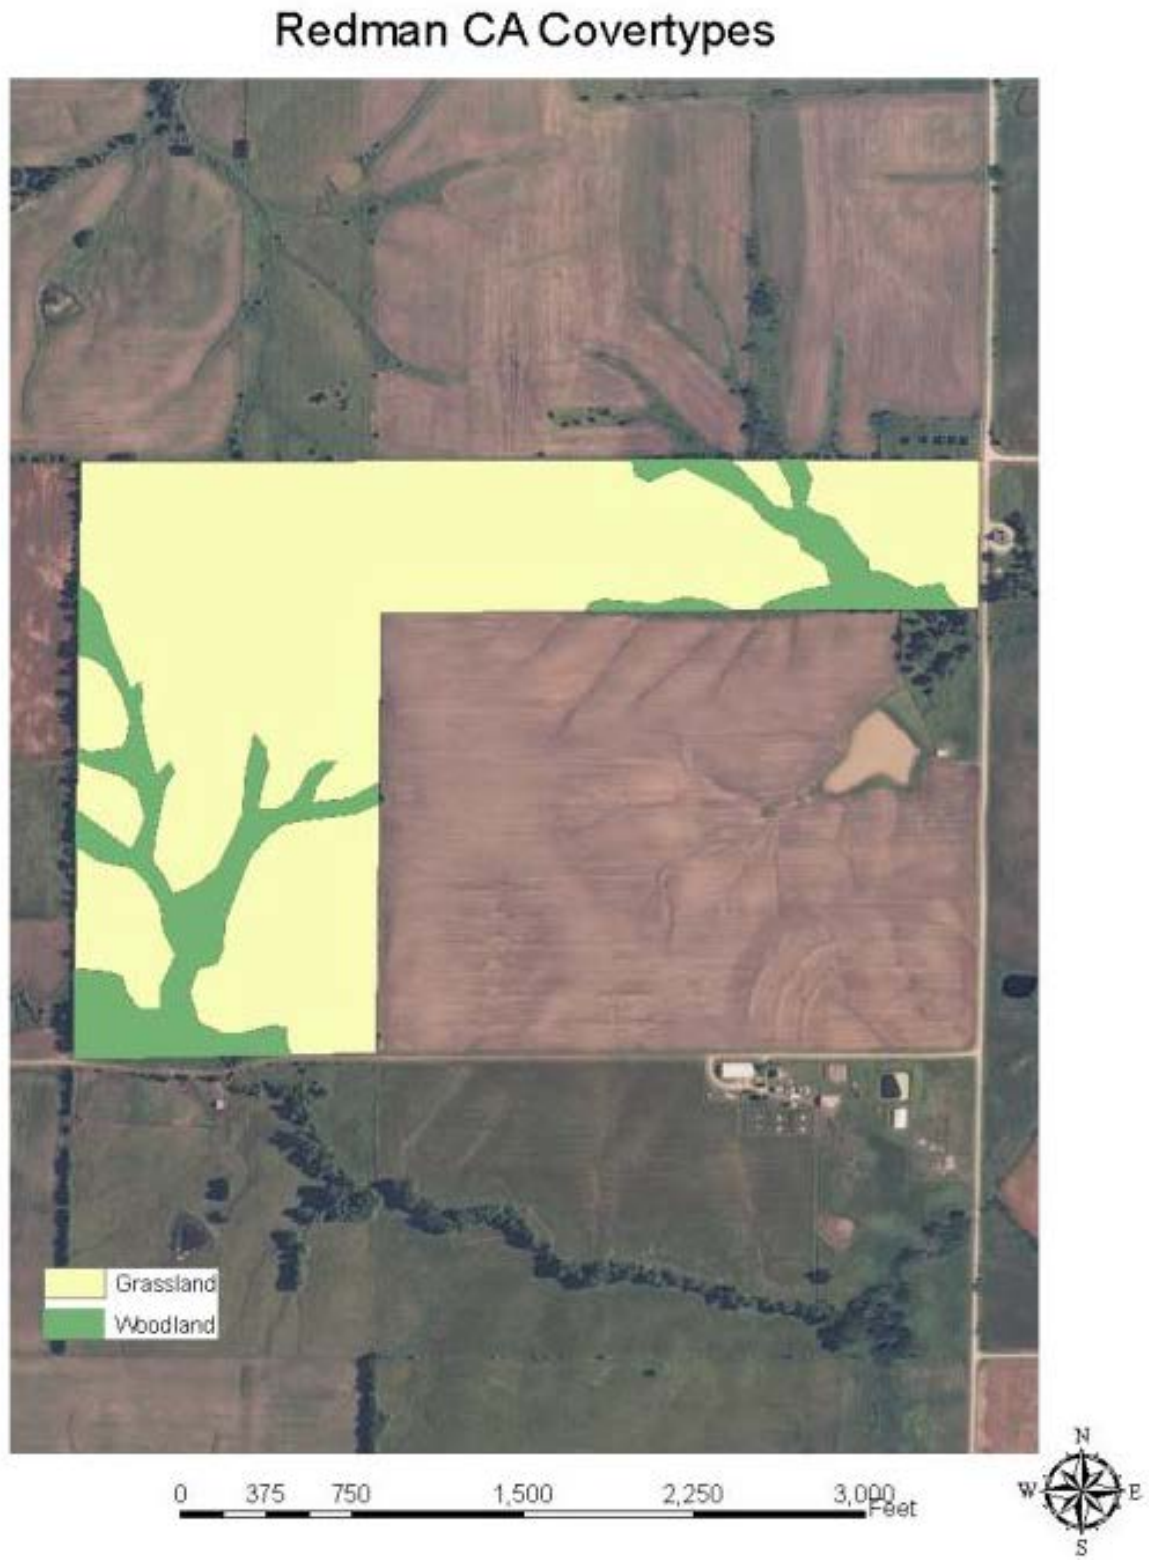 Redman CA Covertypes
Grassland
Woodland
0 375 750 1,500 2,250 3,000 Feet
N
W E
S